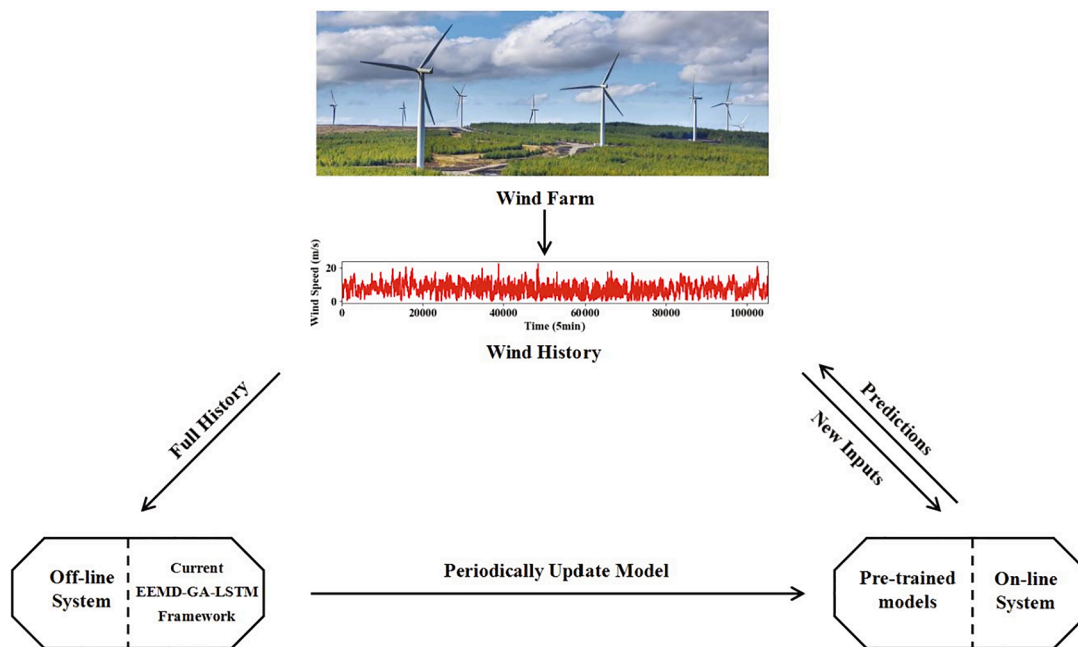 Wind Farm
Wind Speed (m/s)
20
0
0 20000 40000 60000 80000 100000
Time (5min)
Wind History
Full History
Predictions
New Inputs
Off-line
System
Current
EEMD-GA-LSTM
Framework
Periodically Update Model
Pre-trained
models
On-line
System